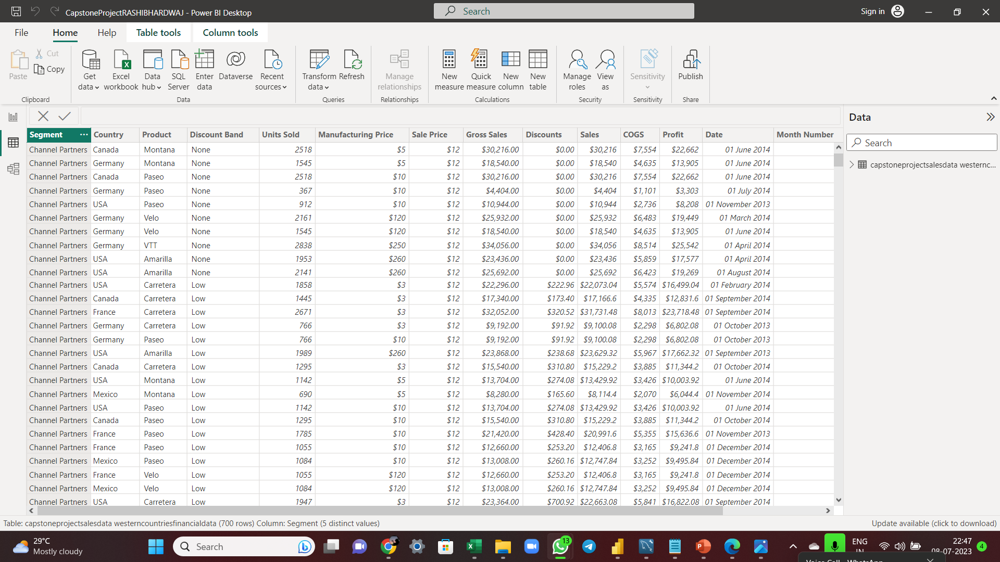 CapstoneProjectRASHIBHARDWAJ - Power BI Desktop
Search
Sign in
File
Home
Help
Table tools
Column tools
Paste
Cut
Copy
Clipboard
Get data
Excel workbook
Data hub
SQL Server
Enter data
Dataverse
Recent sources
Data
Transform data
Refresh
Queries
Manage relationships
Relationships
New measure
Quick measure
New column
New table
Calculations
Manage roles
View as
Security
Sensitivity
Sensitivity
Publish
Share
Segment ... Country Product Discount Band Units Sold Manufacturing Price Sale Price Gross Sales Discounts Sales COGS Profit Date Month Number
Channel Partners Canada Montana None 2518 $5 $12 $30,216.00 $0.00 $30,216 $7,554 $22,662 01 June 2014
Channel Partners Germany Montana None 1545 $5 $12 $18,540.00 $0.00 $18,540 $4,635 $13,905 01 June 2014
Channel Partners Canada Paseo None 2518 $10 $12 $30,216.00 $0.00 $30,216 $7,554 $22,662 01 June 2014
Channel Partners Germany Paseo None 367 $10 $12 $4,404.00 $0.00 $4,404 $1,101 $3,303 01 July 2014
Channel Partners USA Paseo None 912 $10 $12 $10,944.00 $0.00 $10,944 $2,736 $8,208 01 November 2013
Channel Partners Germany Velo None 2161 $120 $12 $25,932.00 $0.00 $25,932 $6,483 $19,449 01 March 2014
Channel Partners Germany Velo None 1545 $120 $12 $18,540.00 $0.00 $18,540 $4,635 $13,905 01 June 2014
Channel Partners Germany VTT None 2838 $250 $12 $34,056.00 $0.00 $34,056 $8,514 $25,542 01 April 2014
Channel Partners USA Amarilla None 1953 $260 $12 $23,436.00 $0.00 $23,436 $5,859 $17,577 01 April 2014
Channel Partners USA Amarilla None 2141 $260 $12 $25,692.00 $0.00 $25,692 $6,423 $19,269 01 August 2014
Channel Partners USA Carretera Low 1858 $3 $12 $22,296.00 $222.96 $22,073.04 $5,574 $16,499.04 01 February 2014
Channel Partners Canada Carretera Low 1445 $3 $12 $17,340.00 $173.40 $17,166.6 $4,335 $12,831.6 01 September 2014
Channel Partners France Carretera Low 2671 $3 $12 $32,052.00 $320.52 $31,731.48 $8,013 $23,718.48 01 September 2014
Channel Partners Germany Carretera Low 766 $3 $12 $9,192.00 $91.92 $9,100.08 $2,298 $6,802.08 01 October 2013
Channel Partners Germany Paseo Low 766 $10 $12 $9,192.00 $91.92 $9,100.08 $2,298 $6,802.08 01 October 2013
Channel Partners USA Amarilla Low 1989 $260 $12 $23,868.00 $238.68 $23,629.32 $5,967 $17,662.32 01 September 2013
Channel Partners Canada Carretera Low 1295 $3 $12 $15,540.00 $310.80 $15,229.2 $3,885 $11,344.2 01 October 2014
Channel Partners USA Montana Low 1142 $5 $12 $13,704.00 $274.08 $13,429.92 $3,426 $10,003.92 01 June 2014
Channel Partners Mexico Montana Low 690 $5 $12 $8,280.00 $165.60 $8,114.4 $2,070 $6,044.4 01 November 2014
Channel Partners USA Paseo Low 1142 $10 $12 $13,704.00 $274.08 $13,429.92 $3,426 $10,003.92 01 June 2014
Channel Partners Canada Paseo Low 1295 $10 $12 $15,540.00 $310.80 $15,229.2 $3,885 $11,344.2 01 October 2014
Channel Partners France Paseo Low 1785 $10 $12 $21,420.00 $428.40 $20,991.6 $5,355 $15,636.6 01 November 2013
Channel Partners France Paseo Low 1055 $10 $12 $12,660.00 $253.20 $12,406.8 $3,165 $9,241.8 01 December 2014
Channel Partners Mexico Paseo Low 1084 $10 $12 $13,008.00 $260.16 $12,747.84 $3,252 $9,495.84 01 December 2014
Channel Partners France Velo Low 1055 $120 $12 $12,660.00 $253.20 $12,406.8 $3,165 $9,241.8 01 December 2014
Channel Partners Mexico Velo Low 1084 $120 $12 $13,008.00 $260.16 $12,747.84 $3,252 $9,495.84 01 December 2014
Channel Partners USA Carretera Low 1947 $3 $12 $23,364.00 $700.92 $22,663.08 $5,841 $16,822.08 01 September 2014
Data
Search
capstoneprojectsalesdata westernc...
Table: capstoneprojectsalesdata westerncountriesfinancialdata (700 rows) Column: Segment (5 distinct values)
Update available (click to download)
29°C
Mostly cloudy
Search
13
ENG
IN
22:47
08-07-2023
4
Voice Call - WhatsApp